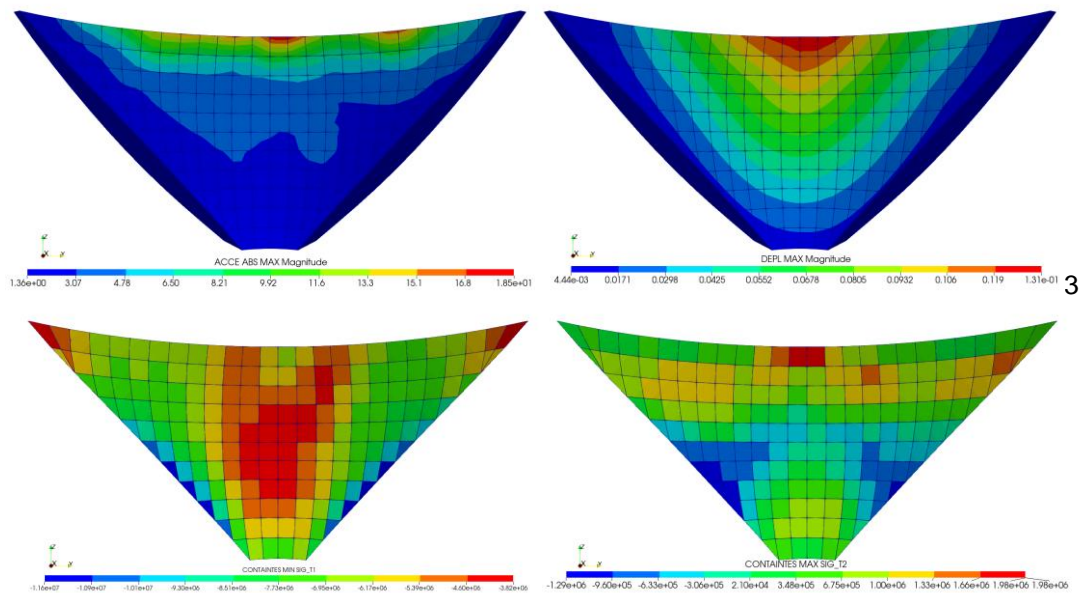 ACCE ABS MAX Magnitude
1.36e+00 3.07 4.78 6.50 8.21 9.92 11.6 13.3 15.1 16.8 1.85e+01
DEPL MAX Magnitude
4.44e-03 0.0171 0.0298 0.0425 0.0552 0.0678 0.0805 0.0932 0.106 0.119 1.31e-01
3
CONTAINTES MIN SIG_T1
-1.16e+07 -1.09e+07 -1.01e+07 -9.30e+06 -8.51e+06 -7.73e+06 -6.95e+06 -6.17e+06 -5.39e+06 -4.60e+06 -3.82e+06
CONTAINTES MAX SIG_T2
-1.29e+06 -9.60e+05 -6.33e+05 -3.06e+05 2.10e+04 3.48e+05 6.75e+05 1.00e+06 1.33e+06 1.66e+06 1.98e+06 1.98e+06